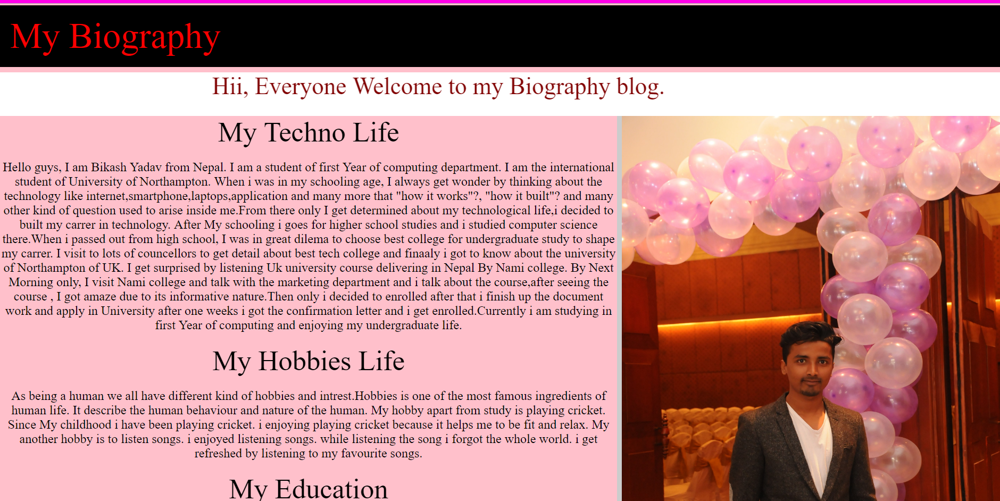 My Biography
Hii, Everyone Welcome to my Biography blog.
My Techno Life
Hello guys, I am Bikash Yadav from Nepal. I am a student of first Year of computing department. I am the international
student of University of Northampton. When i was in my schooling age, I always get wonder by thinking about the
technology like internet,smartphone,laptops,application and many more that "how it works"?, "how it built"? and many
other kind of question used to arise inside me.From there only I get determined about my technological life,i decided to
built my carrer in technology. After My schooling i goes for higher school studies and i studied computer science
there.When i passed out from high school, I was in great dilema to choose best college for undergraduate study to shape
my carrer. I visit to lots of councellors to get detail about best tech college and finaaly i got to know about the university
of Northampton of UK. I get surprised by listening Uk university course delivering in Nepal By Nami college. By Next
Morning only, I visit Nami college and talk with the marketing department and i talk about the course,after seeing the
course , I got amaze due to its informative nature.Then only i decided to enrolled after that i finish up the document
work and apply in University after one weeks i got the confirmation letter and i get enrolled.Currently i am studying in
first Year of computing and enjoying my undergraduate life.
My Hobbies Life
As being a human we all have different kind of hobbies and intrest.Hobbies is one of the most famous ingredients of
human life. It describe the human behaviour and nature of the human. My hobby apart from study is playing cricket.
Since My childhood i have been playing cricket. i enjoying playing cricket because it helps me to be fit and relax. My
another hobby is to listen songs. i enjoyed listening songs. while listening the song i forgot the whole world. i get
refreshed by listening to my favourite songs.
My Education